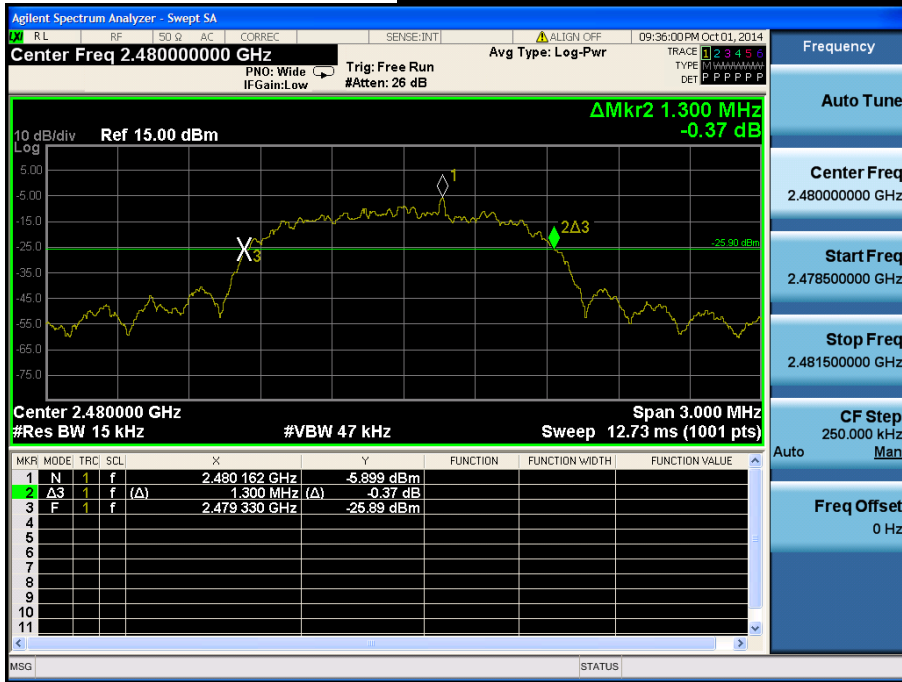 Agilent Spectrum Analyzer - Swept SA
LXI RL RF 50 Ω AC CORREC SENSE:INT ALIGN OFF 09:36:00 PM Oct 01, 2014
Center Freq 2.480000000 GHz
PNO: Wide
IFGain:Low
Trig: Free Run
#Atten: 26 dB
Avg Type: Log-Pwr
TRACE 1 2 3 4 5 6
TYPE M
DET P P P P P P
ΔMkr2 1.300 MHz
-0.37 dB
10 dB/div Ref 15.00 dBm
Log
5.00
-5.00
-15.0
-25.0
-35.0
-45.0
-55.0
-65.0
-75.0
1
2Δ3
3
-25.90 dBm
Center 2.480000 GHz Span 3.000 MHz
#Res BW 15 kHz #VBW 47 kHz Sweep 12.73 ms (1001 pts)
MKR MODE TRC SCL X Y FUNCTION FUNCTION WIDTH FUNCTION VALUE
1 N 1 f 2.480 162 GHz -5.899 dBm
2 Δ3 1 f (Δ) 1.300 MHz (Δ) -0.37 dB
3 F 1 f 2.479 330 GHz -25.89 dBm
4
5
6
7
8
9
10
11
MSG STATUS
Frequency
Auto Tune
Center Freq
2.480000000 GHz
Start Freq
2.478500000 GHz
Stop Freq
2.481500000 GHz
CF Step
250.000 kHz
Auto Man
Freq Offset
0 Hz